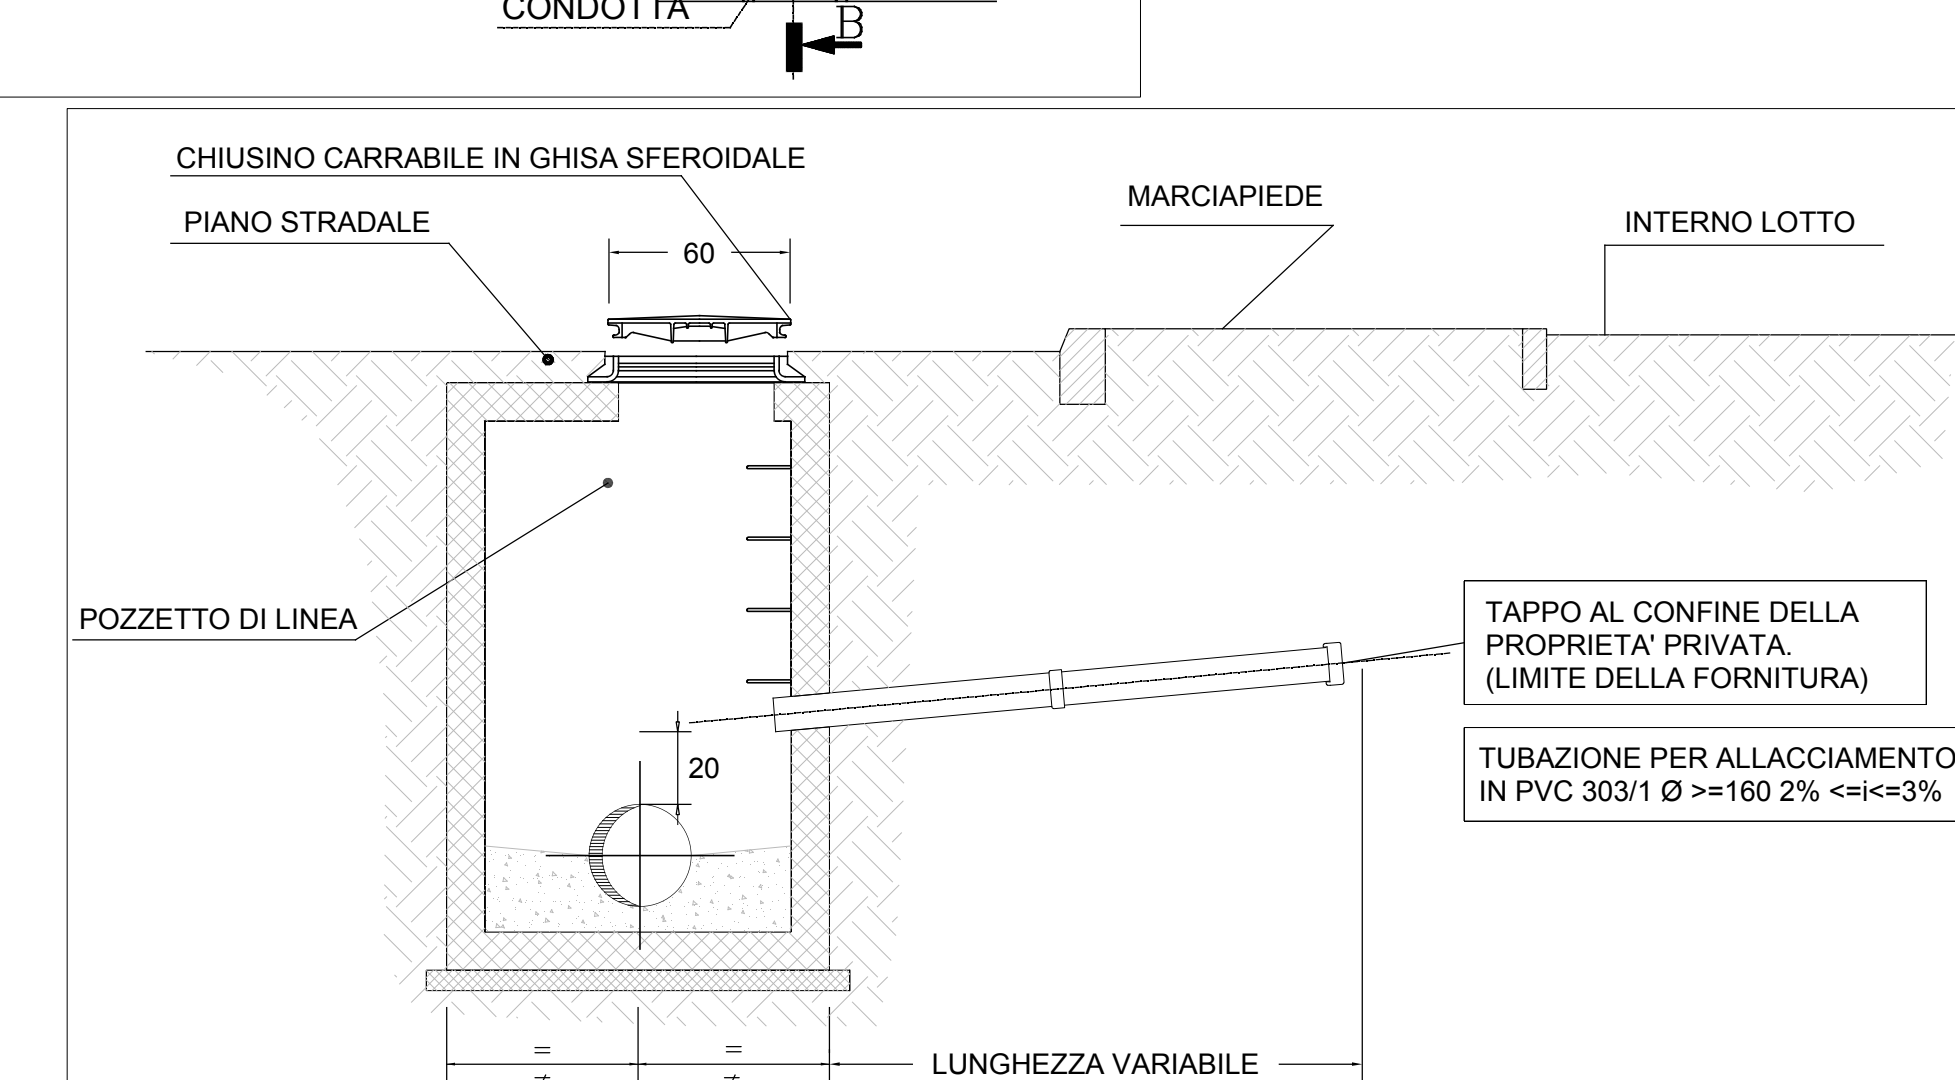 CONDOTTA
B
CHIUSINO CARRABILE IN GHISA SFEROIDALE
PIANO STRADALE
60
MARCIAPIEDE
INTERNO LOTTO
POZZETTO DI LINEA
TAPPO AL CONFINE DELLA
PROPRIETA' PRIVATA.
(LIMITE DELLA FORNITURA)
20
TUBAZIONE PER ALLACCIAMENTO
IN PVC 303/1 Ø >=160 2% <=i<=3%
= =
≠ ≠
LUNGHEZZA VARIABILE